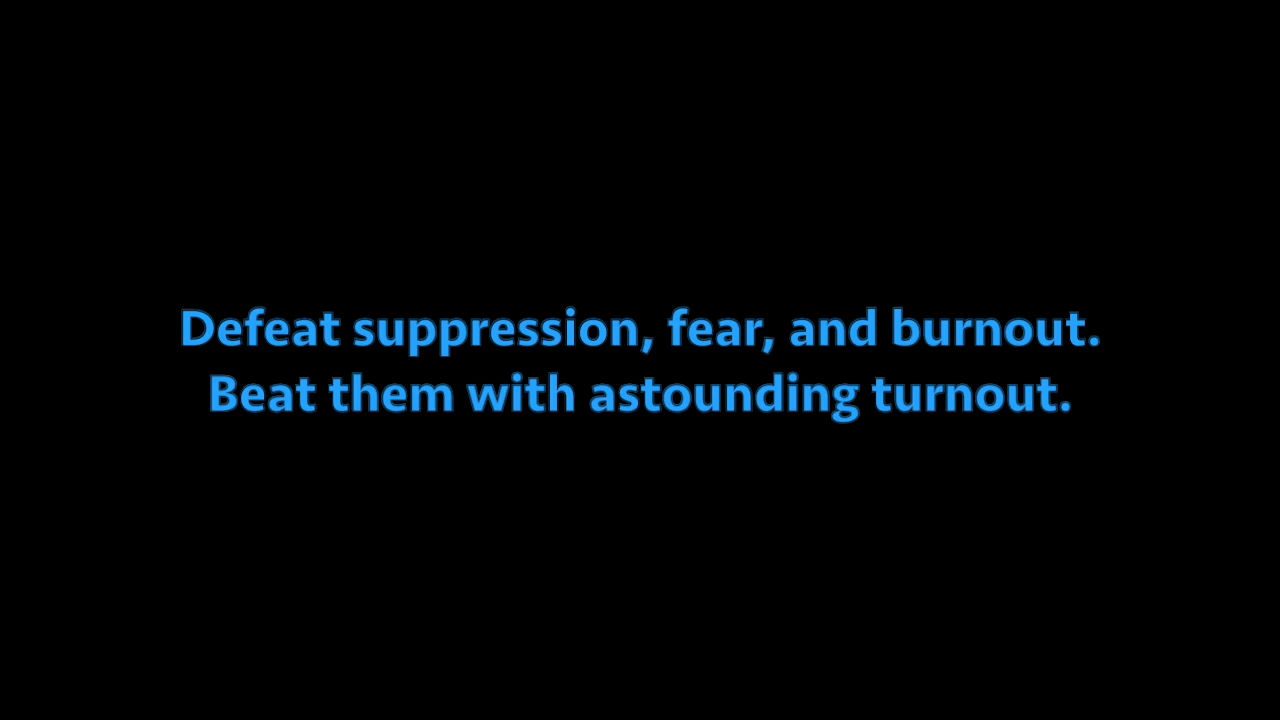 Defeat suppression, fear, and burnout.
Beat them with astounding turnout.